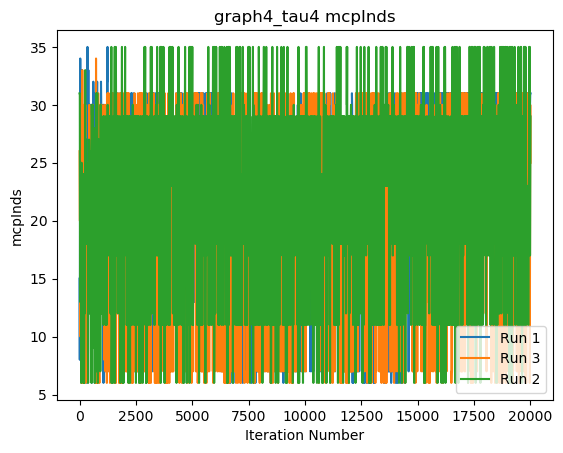 graph4_tau4 mcpInds
35
30
25
20
15
10
5
mcpInds
0
2500
5000
7500
10000
12500
15000
17500
20000
Iteration Number
Run 1
Run 3
Run 2